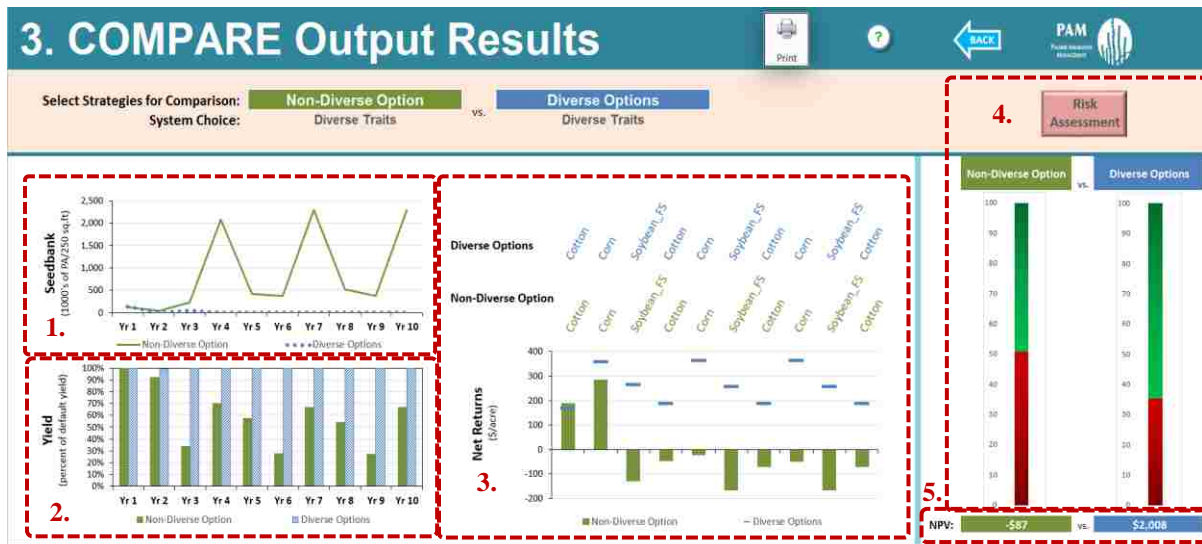 3. COMPARE Output Results
Print
?
BACK
PAM
Select Strategies for Comparison:
Non-Diverse Option
vs.
Diverse Options
System Choice:
Diverse Traits
Diverse Traits
4.
Risk
Assessment
Seedbank
(1000's of PA/250 sq.ft)
2,500
2,000
1,500
1,000
500
0
Yr 1 Yr 2 Yr 3 Yr 4 Yr 5 Yr 6 Yr 7 Yr 8 Yr 9 Yr 10
1.
Non-Diverse Option
Diverse Options
Yield
(percent of default yield)
100%
90%
80%
70%
60%
50%
40%
30%
20%
10%
0%
Yr 1 Yr 2 Yr 3 Yr 4 Yr 5 Yr 6 Yr 7 Yr 8 Yr 9 Yr 10
2.
Non-Diverse Option
Diverse Options
Diverse Options
Cotton Corn Soybean_FS Cotton Corn Soybean_FS Cotton Corn Soybean_FS Cotton
Non-Diverse Option
Cotton Corn Soybean_FS Cotton Corn Soybean_FS Cotton Corn Soybean_FS Cotton
Net Returns
($/acre)
400
300
200
100
0
-100
-200
3.
Non-Diverse Option
Diverse Options
Non-Diverse Option
vs.
Diverse Options
100
90
80
70
60
50
40
30
20
10
0
100
90
80
70
60
50
40
30
20
10
0
5.
NPV:
-$87
vs.
$2,008